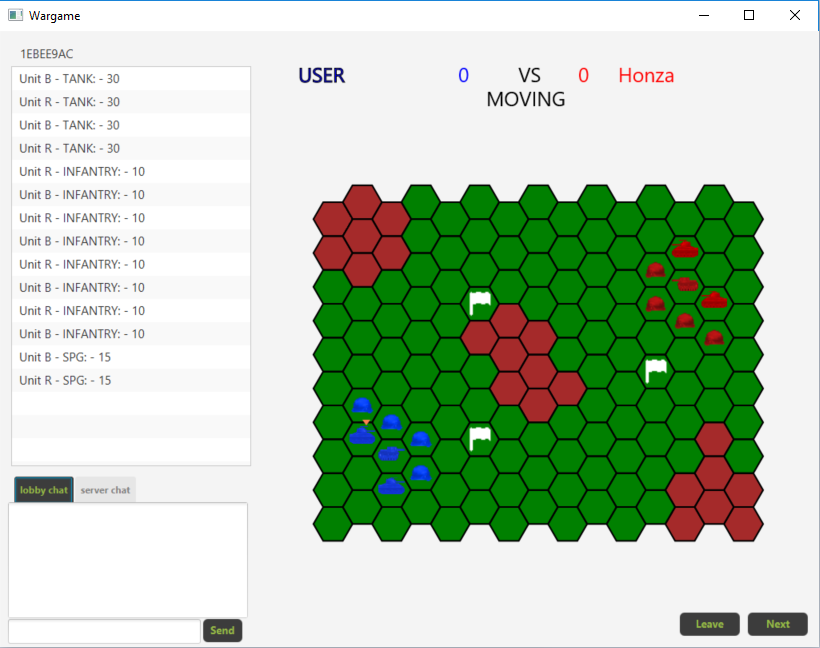 Wargame
1EBEE9AC
Unit B - TANK: - 30
Unit R - TANK: - 30
Unit B - TANK: - 30
Unit R - TANK: - 30
Unit R - INFANTRY: - 10
Unit B - INFANTRY: - 10
Unit R - INFANTRY: - 10
Unit B - INFANTRY: - 10
Unit R - INFANTRY: - 10
Unit B - INFANTRY: - 10
Unit R - INFANTRY: - 10
Unit B - INFANTRY: - 10
Unit B - SPG: - 15
Unit R - SPG: - 15
USER 0 VS 0 Honza
MOVING
lobby chat server chat
Send
Leave Next